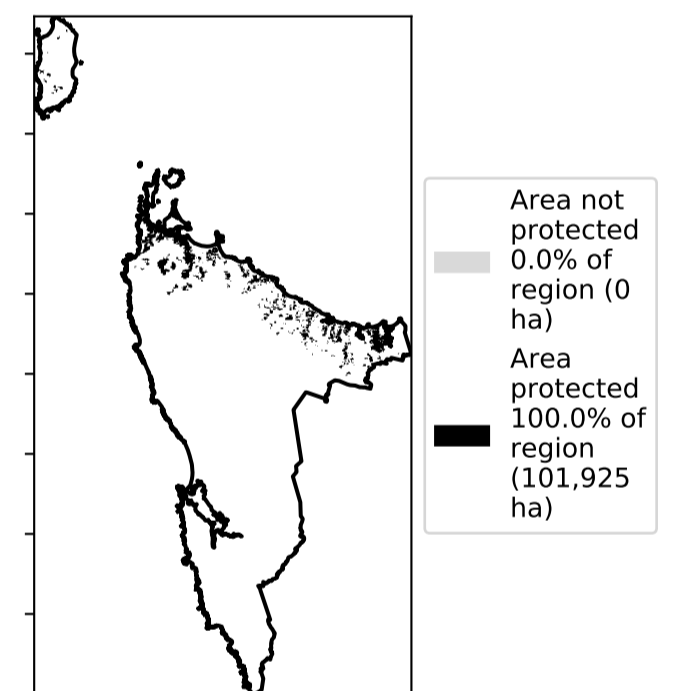 Area not
protected
0.0% of
region (0
ha)
Area
protected
100.0% of
region
(101,925
ha)